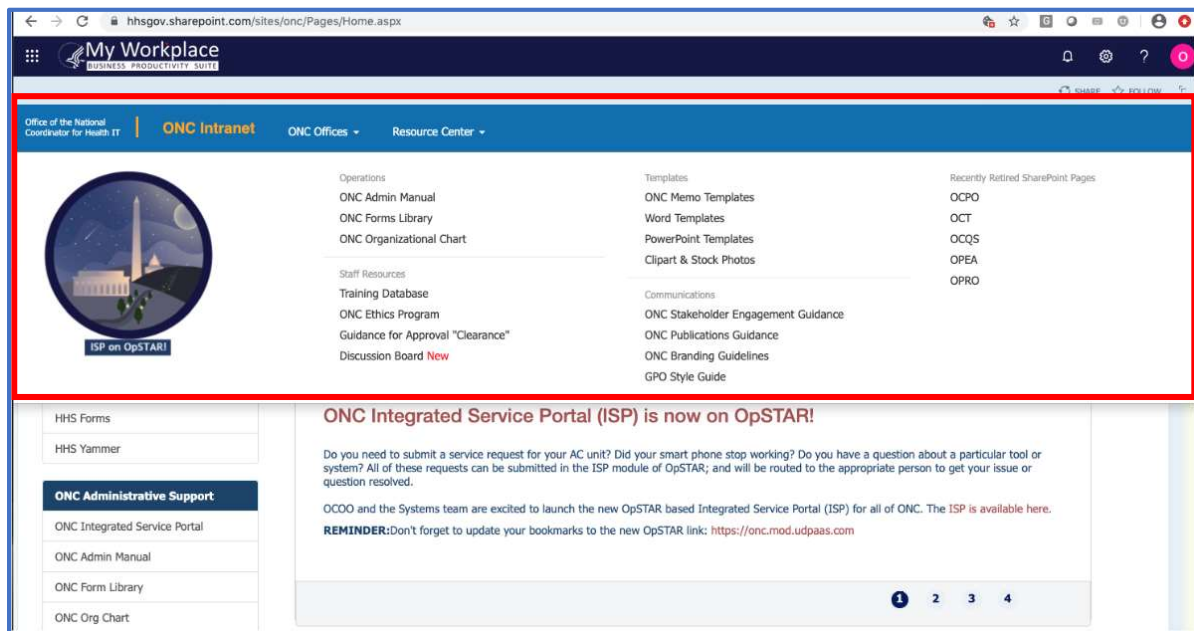 hhsgov.sharepoint.com/sites/onc/Pages/Home.aspx
My Workplace
BUSINESS PRODUCTIVITY SUITE
?
O
SHARE FOLLOW
Office of the National
Coordinator for Health IT
ONC Intranet
ONC Offices
Resource Center
Operations
ONC Admin Manual
ONC Forms Library
ONC Organizational Chart
Staff Resources
Training Database
ONC Ethics Program
Guidance for Approval "Clearance"
Discussion Board New
Templates
ONC Memo Templates
Word Templates
PowerPoint Templates
Clipart & Stock Photos
Communications
ONC Stakeholder Engagement Guidance
ONC Publications Guidance
ONC Branding Guidelines
GPO Style Guide
Recently Retired SharePoint Pages
OCPO
OCT
OCQS
OPEA
OPRO
ISP on OpSTAR!
HHS Forms
HHS Yammer
ONC Administrative Support
ONC Integrated Service Portal
ONC Admin Manual
ONC Form Library
ONC Org Chart
ONC Integrated Service Portal (ISP) is now on OpSTAR!
Do you need to submit a service request for your AC unit? Did your smart phone stop working? Do you have a question about a particular tool or
system? All of these requests can be submitted in the ISP module of OpSTAR; and will be routed to the appropriate person to get your issue or
question resolved.
OCOO and the Systems team are excited to launch the new OpSTAR based Integrated Service Portal (ISP) for all of ONC. The ISP is available here.
REMINDER:Don't forget to update your bookmarks to the new OpSTAR link: https://onc.mod.udpaas.com
1 2 3 4